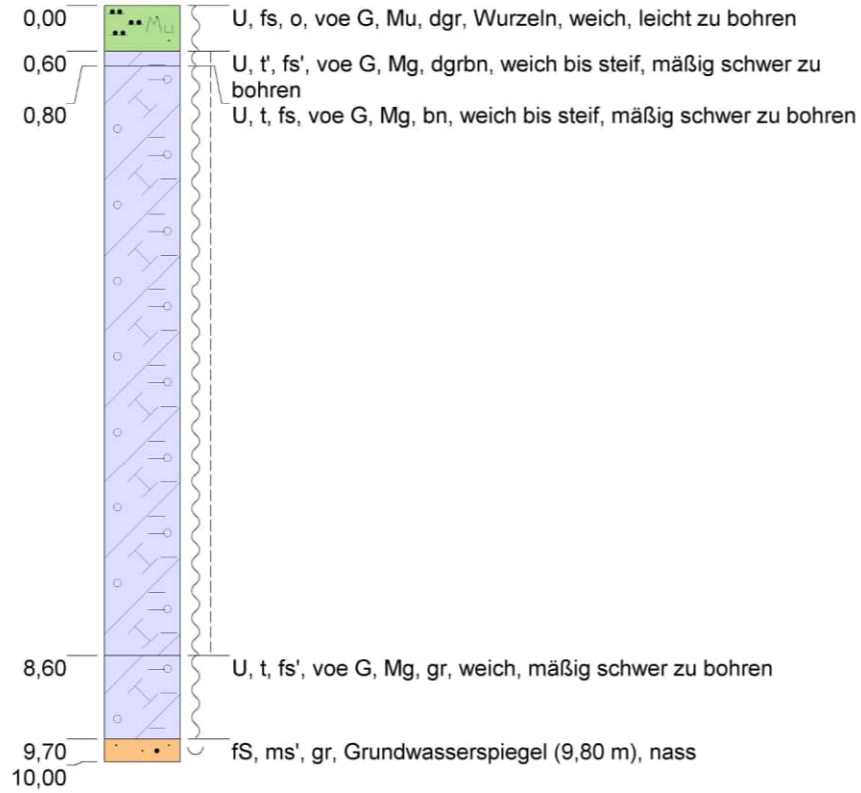 0,00 U, fs, o, voe G, Mu, dgr, Wurzeln, weich, leicht zu bohren
Mu
0,60 U, t', fs', voe G, Mg, dgrbn, weich bis steif, mäßig schwer zu
bohren
0,80 U, t, fs, voe G, Mg, bn, weich bis steif, mäßig schwer zu bohren
8,60 U, t, fs', voe G, Mg, gr, weich, mäßig schwer zu bohren
9,70 fS, ms', gr, Grundwasserspiegel (9,80 m), nass
10,00